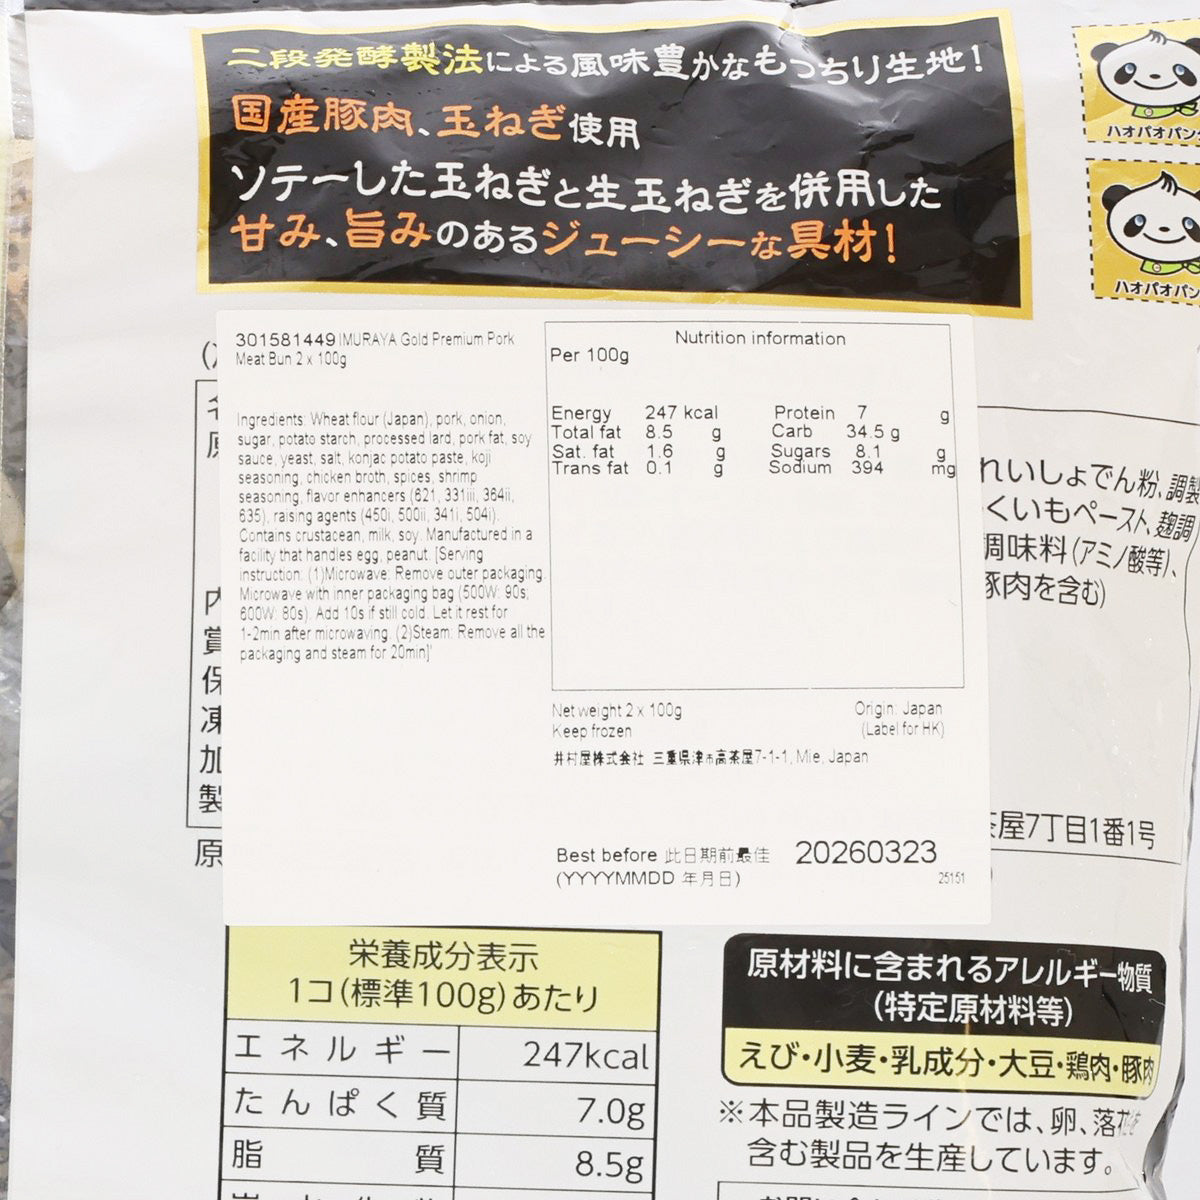 二段発酵製法による風味豊かなもっちり生地！
国産豚肉、玉ねぎ使用
ソテーした玉ねぎと生玉ねぎを併用した
甘み、旨みのあるジューシーな具材！
ハオパオパン
ハオパオパン
301581449 IMURAYA Gold Premium Pork
Meat Bun 2 x 100g
Ingredients: Wheat flour (Japan), pork, onion,
sugar, potato starch, processed lard, pork fat, soy
sauce, yeast, salt, konjac potato paste, koji
seasoning, chicken broth, spices, shrimp
seasoning, flavor enhancers (621, 331iii, 364ii,
635), raising agents (450i, 500ii, 341i, 504i).
Contains crustacean, milk, soy. Manufactured in a
facility that handles egg, peanut. [Serving
instruction: (1)Microwave: Remove outer packaging.
Microwave with inner packaging bag (500W: 90s;
600W: 80s). Add 10s if still cold. Let it rest for
1-2min after microwaving. (2)Steam: Remove all the
packaging and steam for 20min]'
Nutrition information
Per 100g
Energy 247 kcal Protein 7 g
Total fat 8.5 g Carb 34.5 g
Sat. fat 1.6 g Sugars 8.1 g
Trans fat 0.1 g Sodium 394 mg
Net weight 2 x 100g Origin: Japan
Keep frozen (Label for HK)
井村屋株式会社 三重県津市高茶屋7-1-1, Mie, Japan
Best before 此日期前最佳 20260323
(YYYYMMDD 年月日) 25151
れいしょでん粉、調製
くいもペースト、麹調
調味料(アミノ酸等)、
豚肉を含む)
内
賞
保
凍
加
製
茶屋7丁目1番1号
原
栄養成分表示
1コ(標準100g)あたり
エネルギー 247kcal
たんぱく質 7.0g
脂質 8.5g
原材料に含まれるアレルギー物質
(特定原材料等)
えび・小麦・乳成分・大豆・鶏肉・豚肉
※本品製造ラインでは、卵、落花生を
含む製品を生産しています。